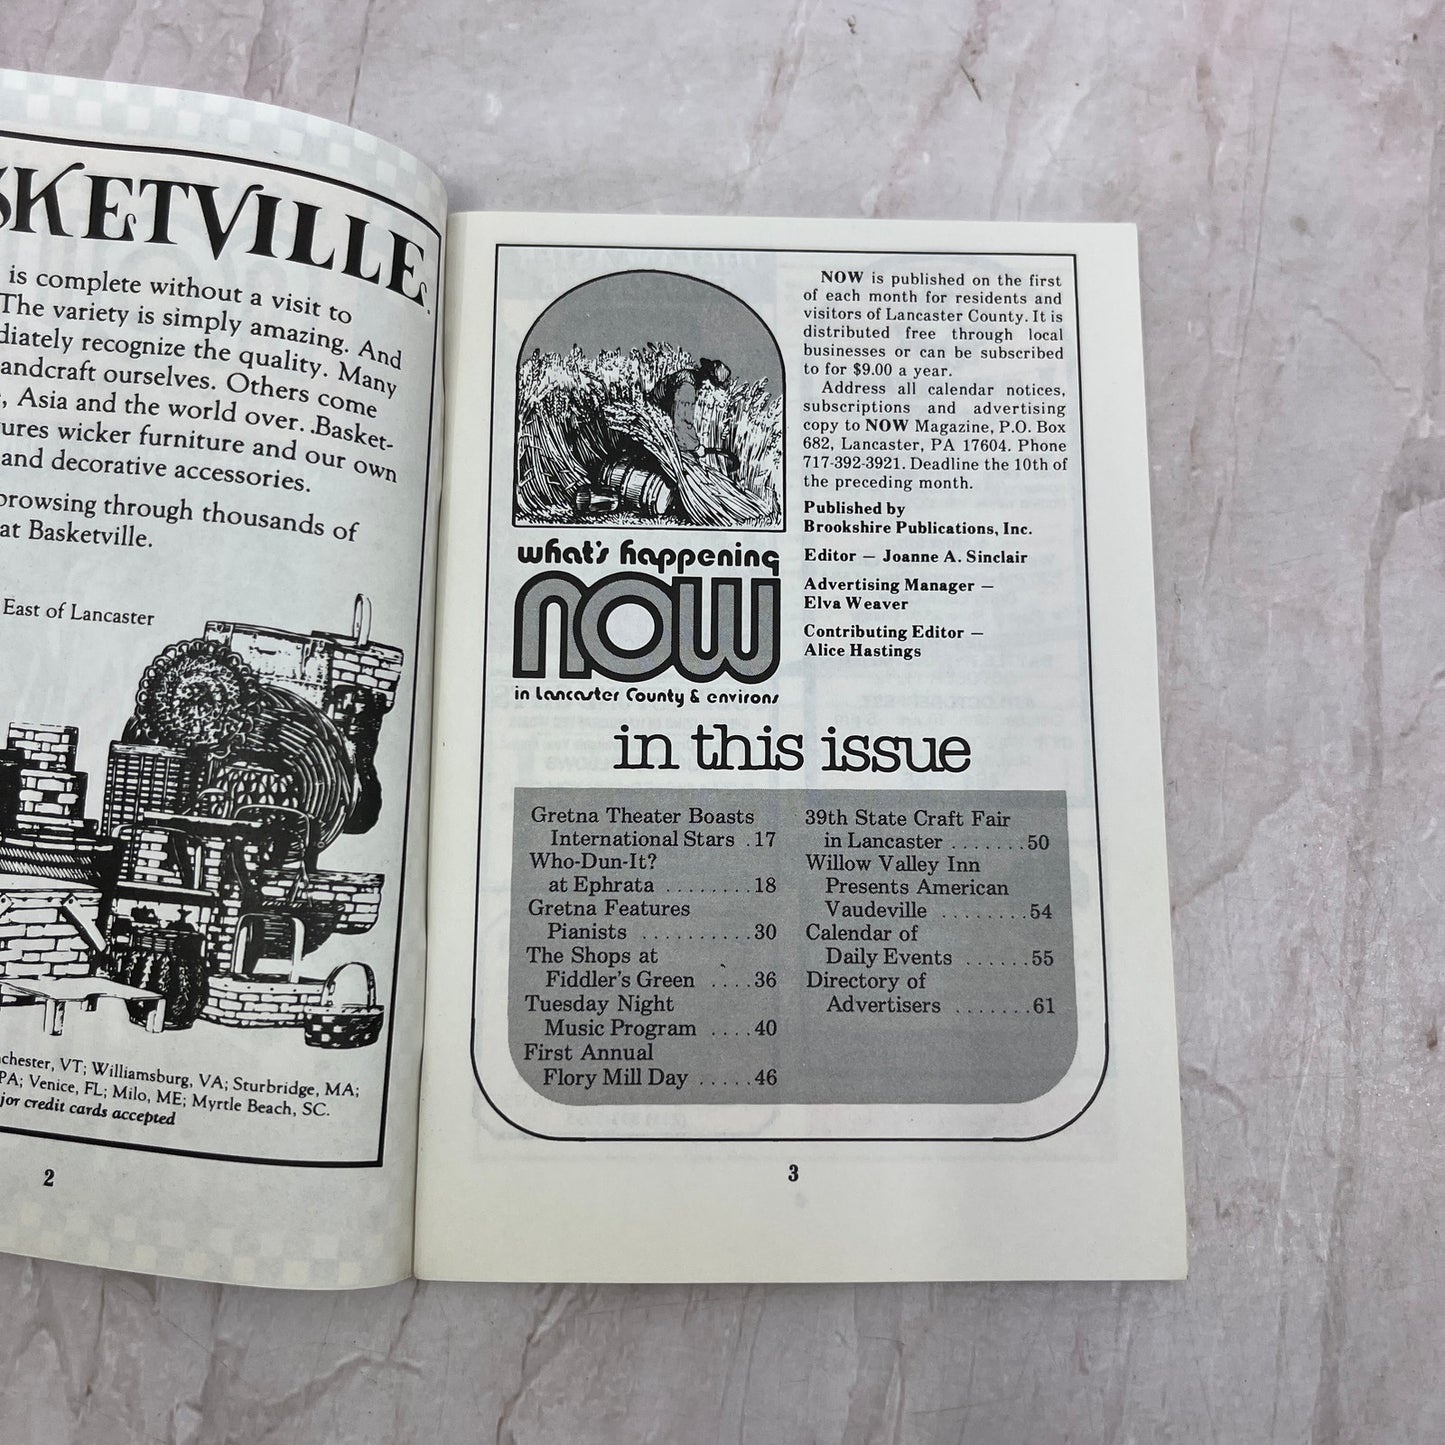 SKETVILLE
is complete without a visit to
The variety is simply amazing. And
recognize the quality. Many
ourselves. Others come
Asia and the world over. .Basket-
wicker furniture and our own
and decorative accessories.
browsing through thousands of
at Basketville.
East of Lancaster
VT; Williamsburg, VA; Sturbridge, MA;
PA; Venice, FL; Milo, ME; Myrtle Beach, SC.
credit cards accepted
2
what's happening
now
in Lancaster County & environs
NOW is published on the first
of each month for residents and
visitors of Lancaster County. It is
distributed free through local
businesses or can be subscribed
to for $9.00 a year.
Address all calendar notices,
subscriptions and advertising
copy to NOW Magazine, P.O. Box
682, Lancaster, PA 17604. Phone
717-392-3921. Deadline the 10th of
the preceding month.
Published by
Brookshire Publications, Inc.
Editor — Joanne A. Sinclair
Advertising Manager —
Elva Weaver
Contributing Editor —
Alice Hastings
in this issue
Gretna Theater Boasts
International Stars .17
Who-Dun-It?
at Ephrata ........18
Gretna Features
Pianists ..........30
The Shops at
Fiddler's Green ....36
Tuesday Night
Music Program ....40
First Annual
Flory Mill Day .....46
39th State Craft Fair
in Lancaster .......50
Willow Valley Inn
Presents American
Vaudeville ........54
Calendar of
Daily Events ......55
Directory of
Advertisers .......61
3